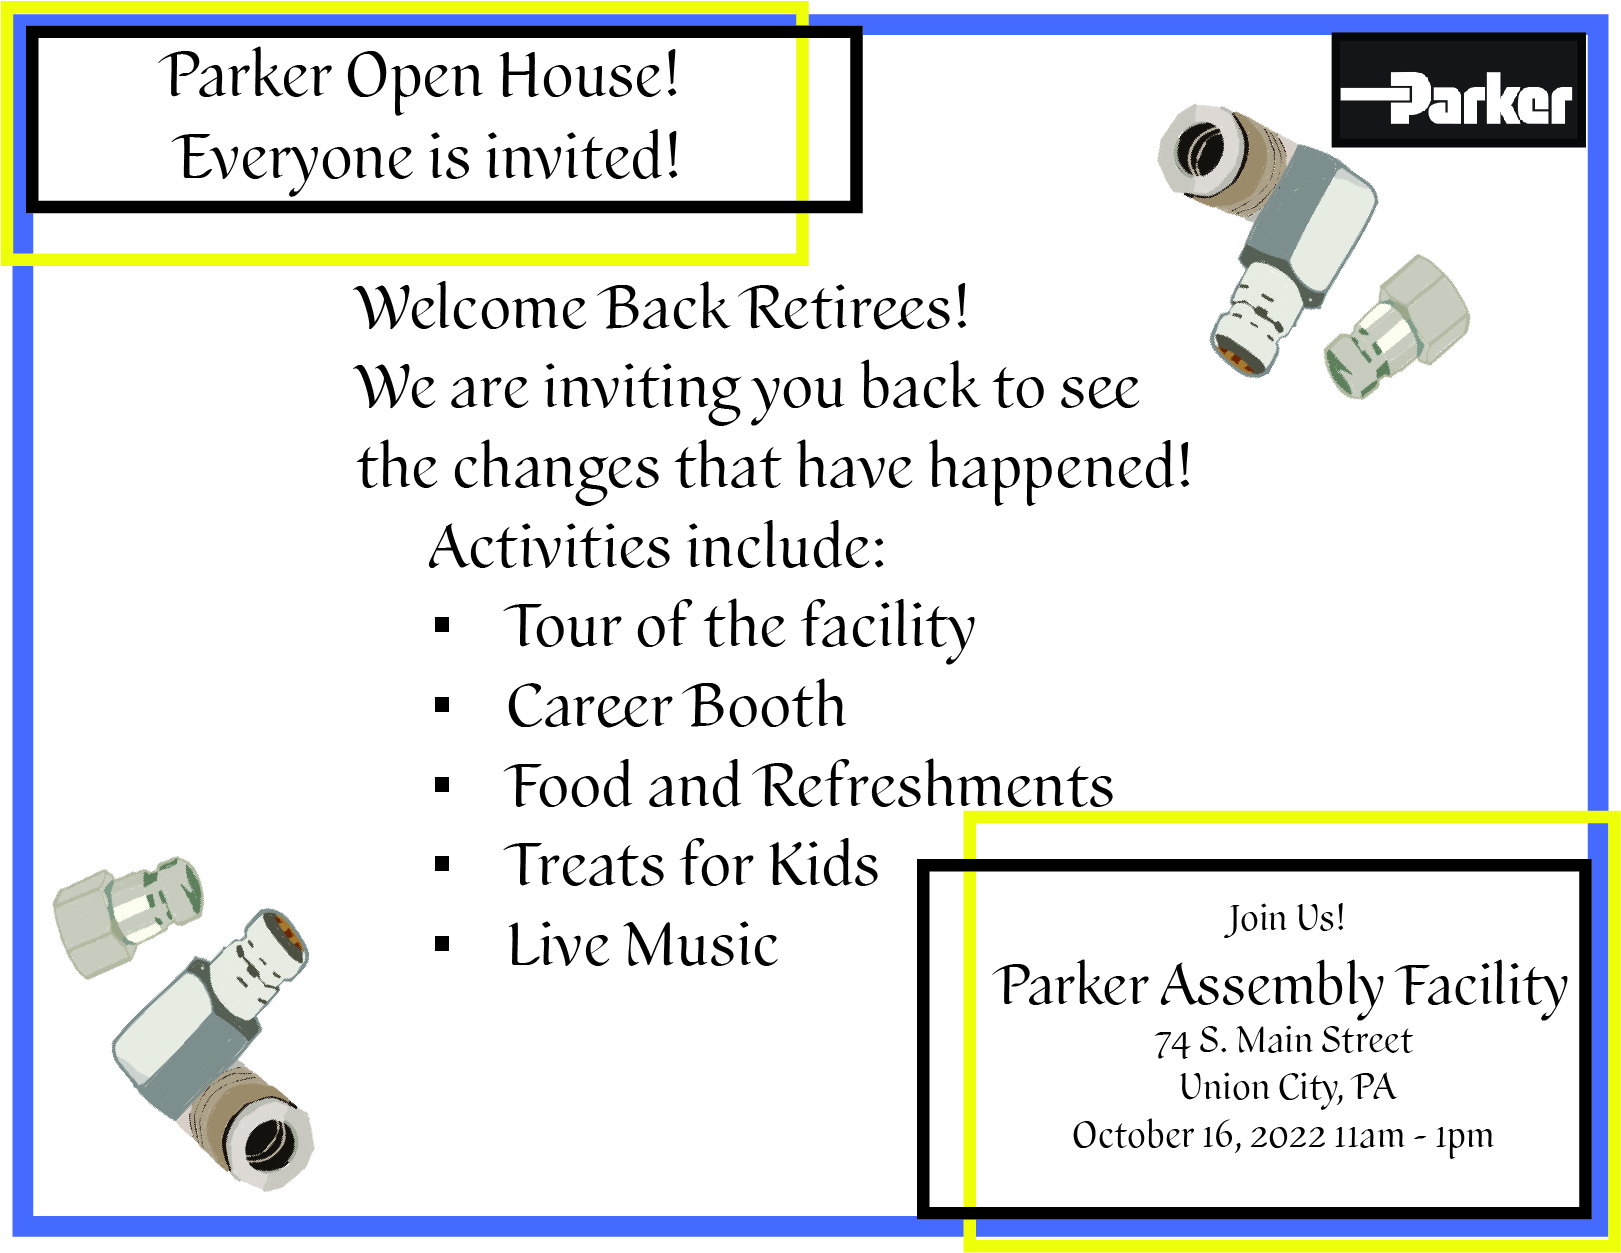 Parker Open House!
Everyone is invited!
Parker
Welcome Back Retirees!
We are inviting you back to see
the changes that have happened!
Activities include:
▪ Tour of the facility
▪ Career Booth
▪ Food and Refreshments
▪ Treats for Kids
▪ Live Music
Join Us!
Parker Assembly Facility
74 S. Main Street
Union City, PA
October 16, 2022 11am - 1pm